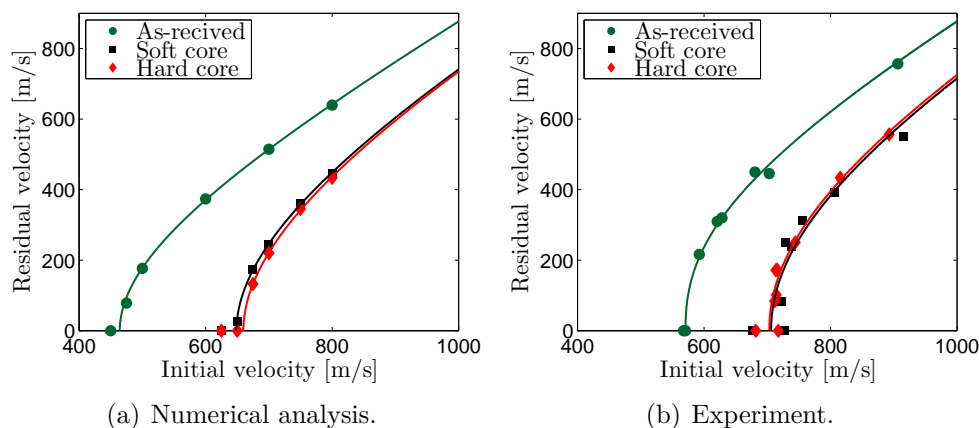 As-recived
Soft core
Hard core
Residual velocity [m/s]
800
600
400
200
0
400
600
800
1000
Initial velocity [m/s]
(a) Numerical analysis.
As-received
Soft core
Hard core
Residual velocity [m/s]
800
600
400
200
0
400
600
800
1000
Initial velocity [m/s]
(b) Experiment.